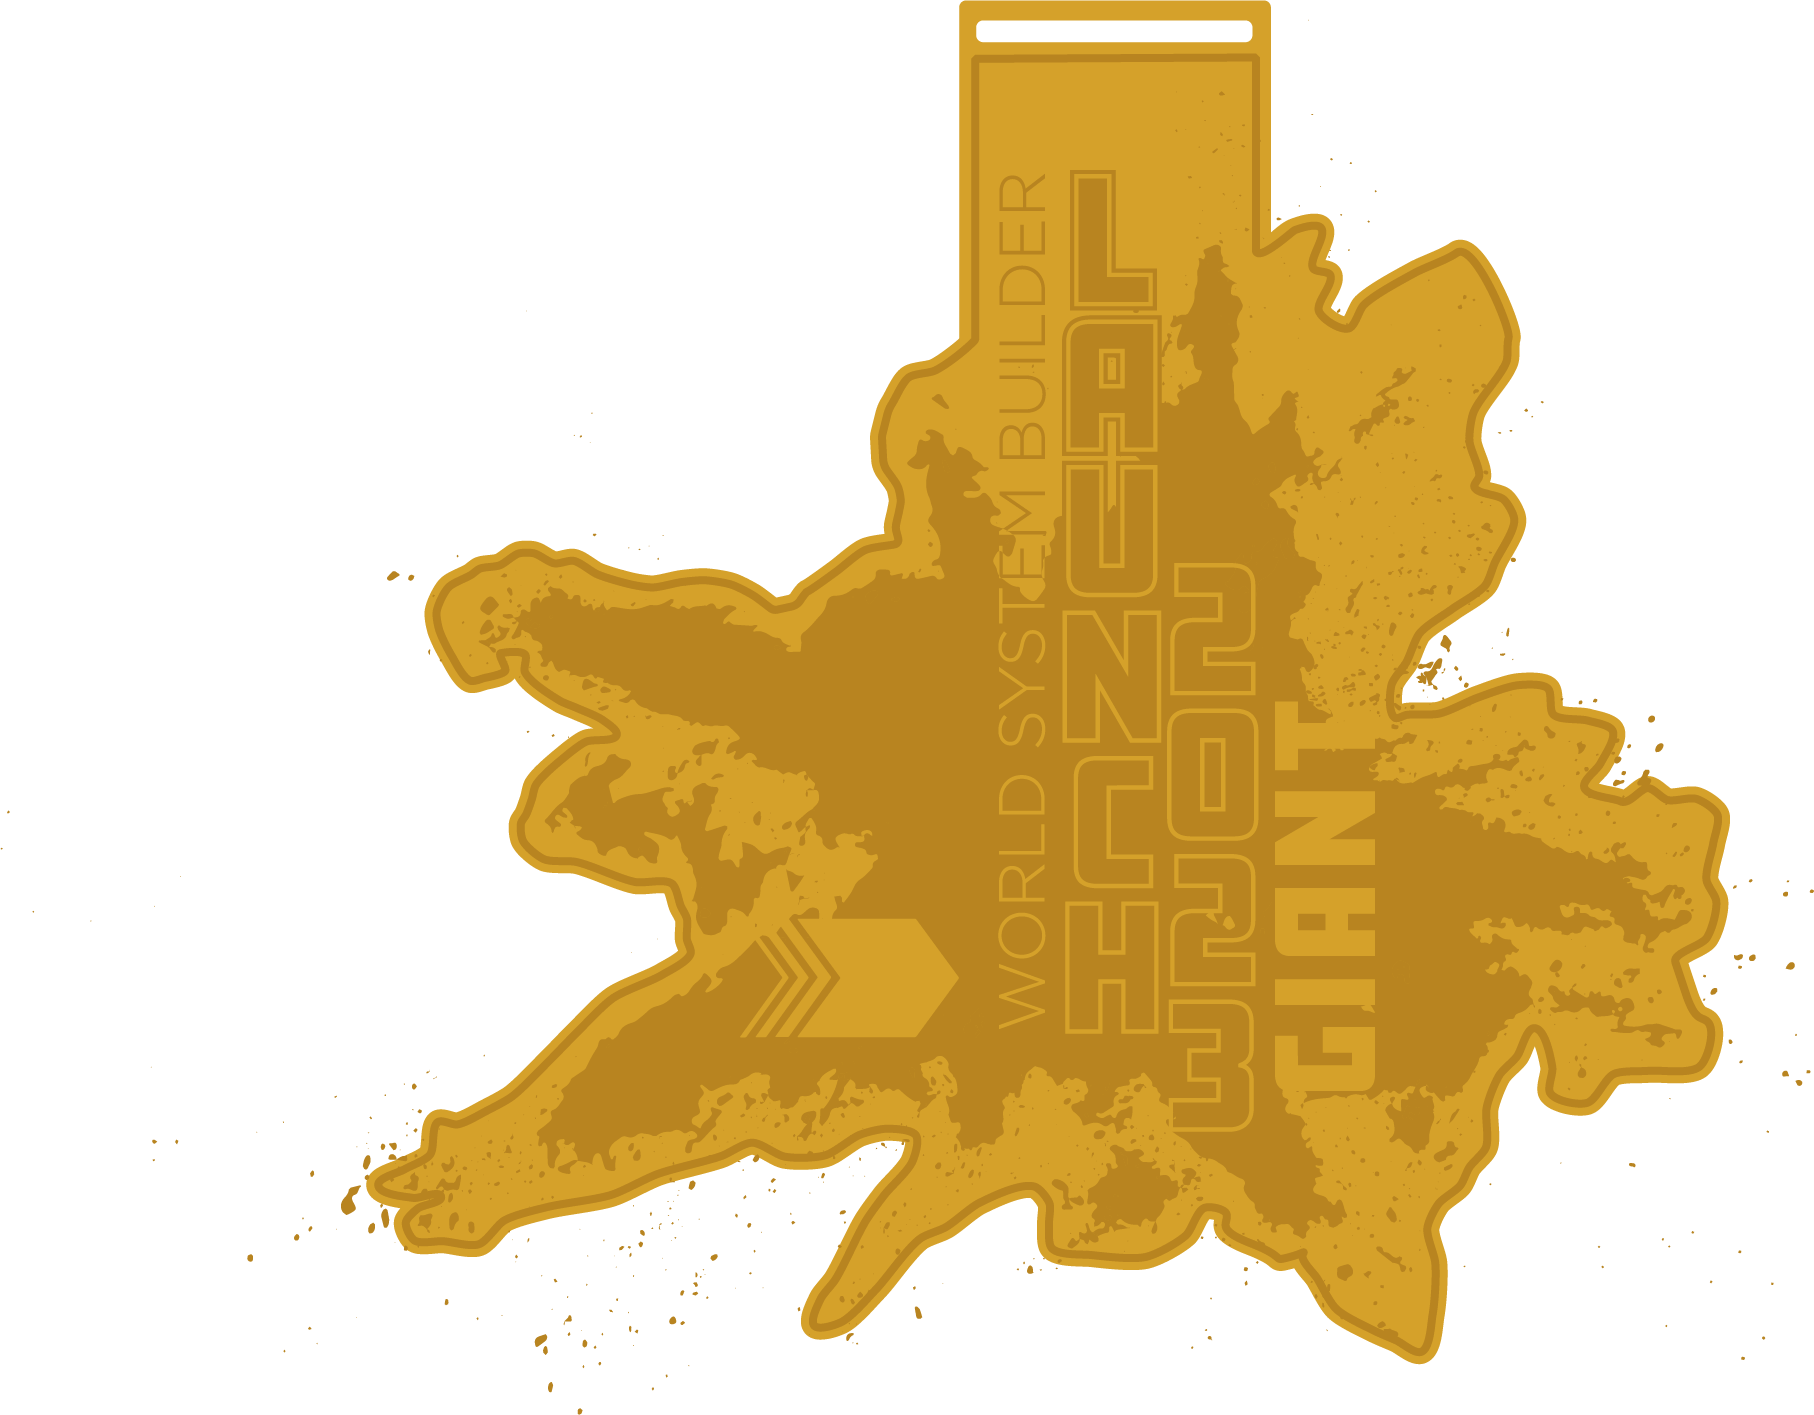 WORLD SYSTEM BUILDER
LAUNCH
2023
GIANT